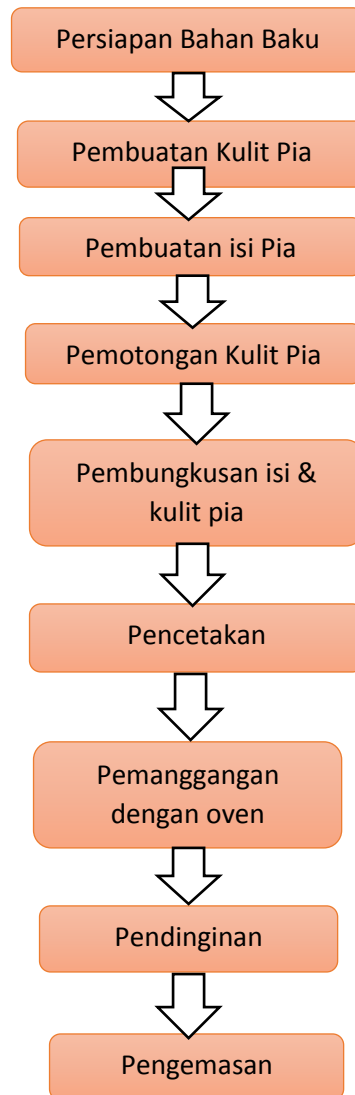 Persiapan Bahan Baku
Pembuatan Kulit Pia
Pembuatan isi Pia
Pemotongan Kulit Pia
Pembungkusan isi &
kulit pia
Pencetakan
Pemanggangan
dengan oven
Pendinginan
Pengemasan